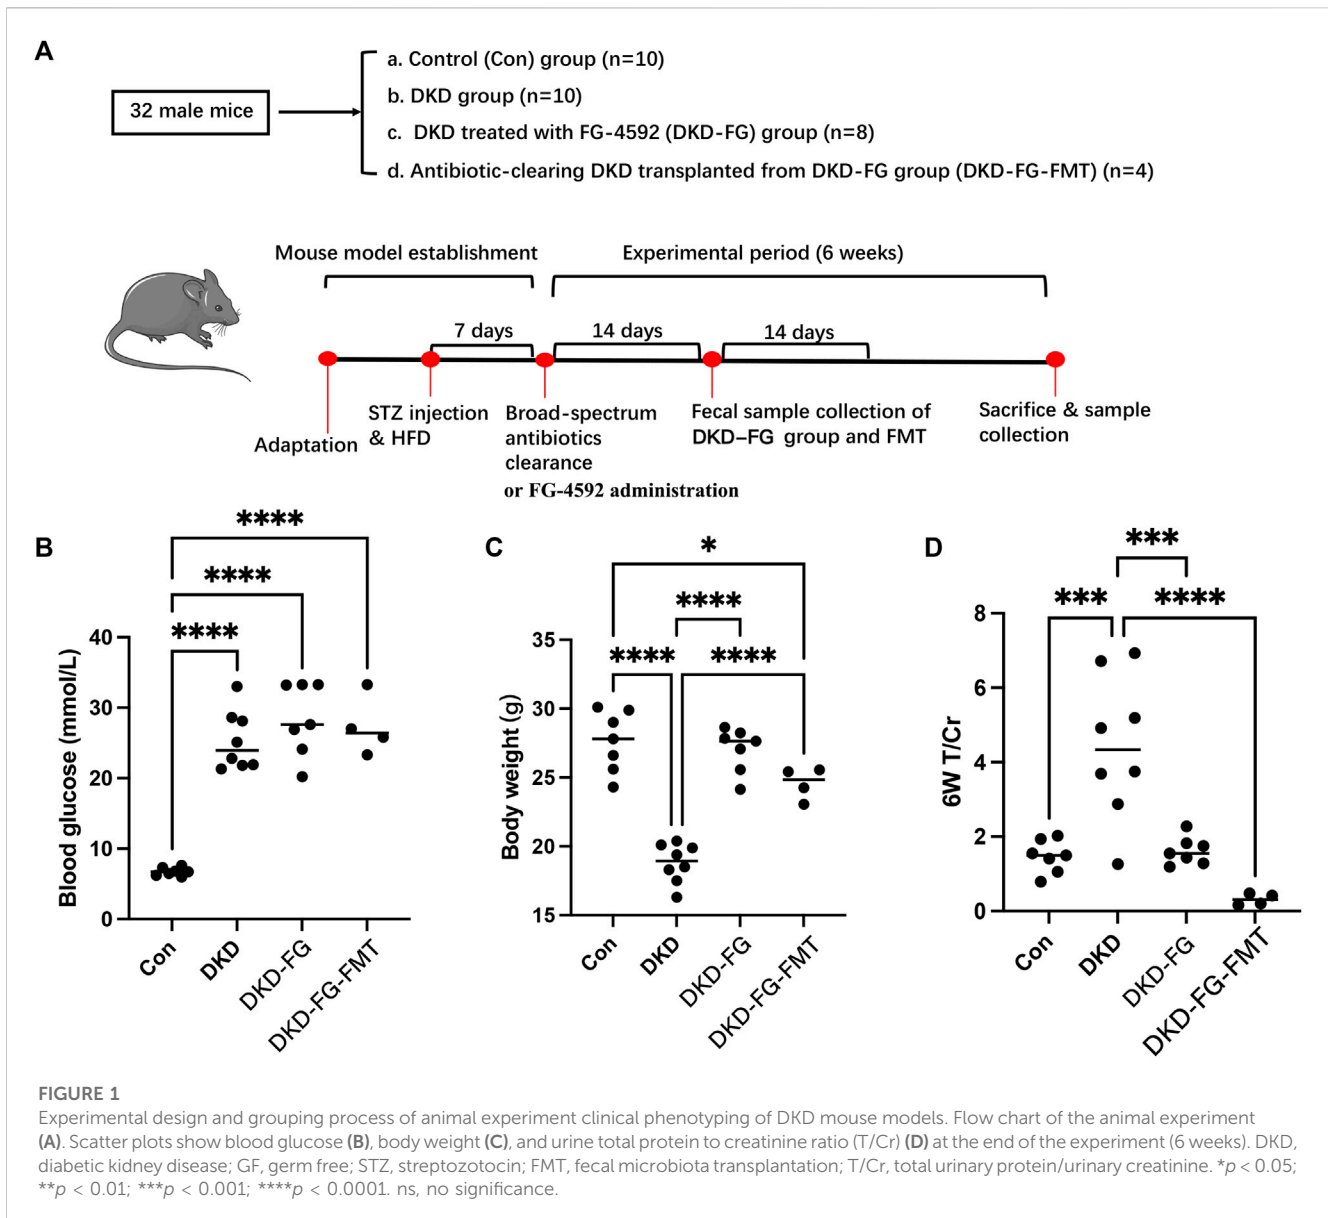 A
32 male mice
a. Control (Con) group (n=10)
b. DKD group (n=10)
c. DKD treated with FG-4592 (DKD-FG) group (n=8)
d. Antibiotic-clearing DKD transplanted from DKD-FG group (DKD-FG-FMT) (n=4)
Mouse model establishment
Experimental period (6 weeks)
7 days
14 days
14 days
Adaptation
STZ injection
& HFD
Broad-spectrum
antibiotics
clearance
or FG-4592 administration
Fecal sample collection of
DKD–FG group and FMT
Sacrifice & sample
collection
B
****
****
****
Blood glucose (mmol/L)
40
30
20
10
0
Con
DKD
DKD-FG
DKD-FG-FMT
C
*
****
****
****
Body weight (g)
35
30
25
20
15
Con
DKD
DKD-FG
DKD-FG-FMT
D
***
***
****
6W T/Cr
8
6
4
2
0
Con
DKD
DKD-FG
DKD-FG-FMT
FIGURE 1
Experimental design and grouping process of animal experiment clinical phenotyping of DKD mouse models. Flow chart of the animal experiment
(A). Scatter plots show blood glucose (B), body weight (C), and urine total protein to creatinine ratio (T/Cr) (D) at the end of the experiment (6 weeks). DKD,
diabetic kidney disease; GF, germ free; STZ, streptozotocin; FMT, fecal microbiota transplantation; T/Cr, total urinary protein/urinary creatinine. *p < 0.05;
**p < 0.01; ***p < 0.001; ****p < 0.0001. ns, no significance.